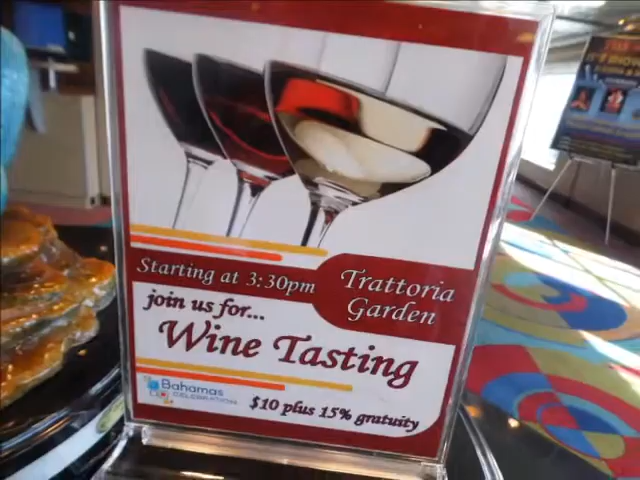 Starting at 3:30pm
Trattoria
Garden
join us for...
Wine Tasting
Bahamas
CELEBRATION
$10 plus 15% gratuity